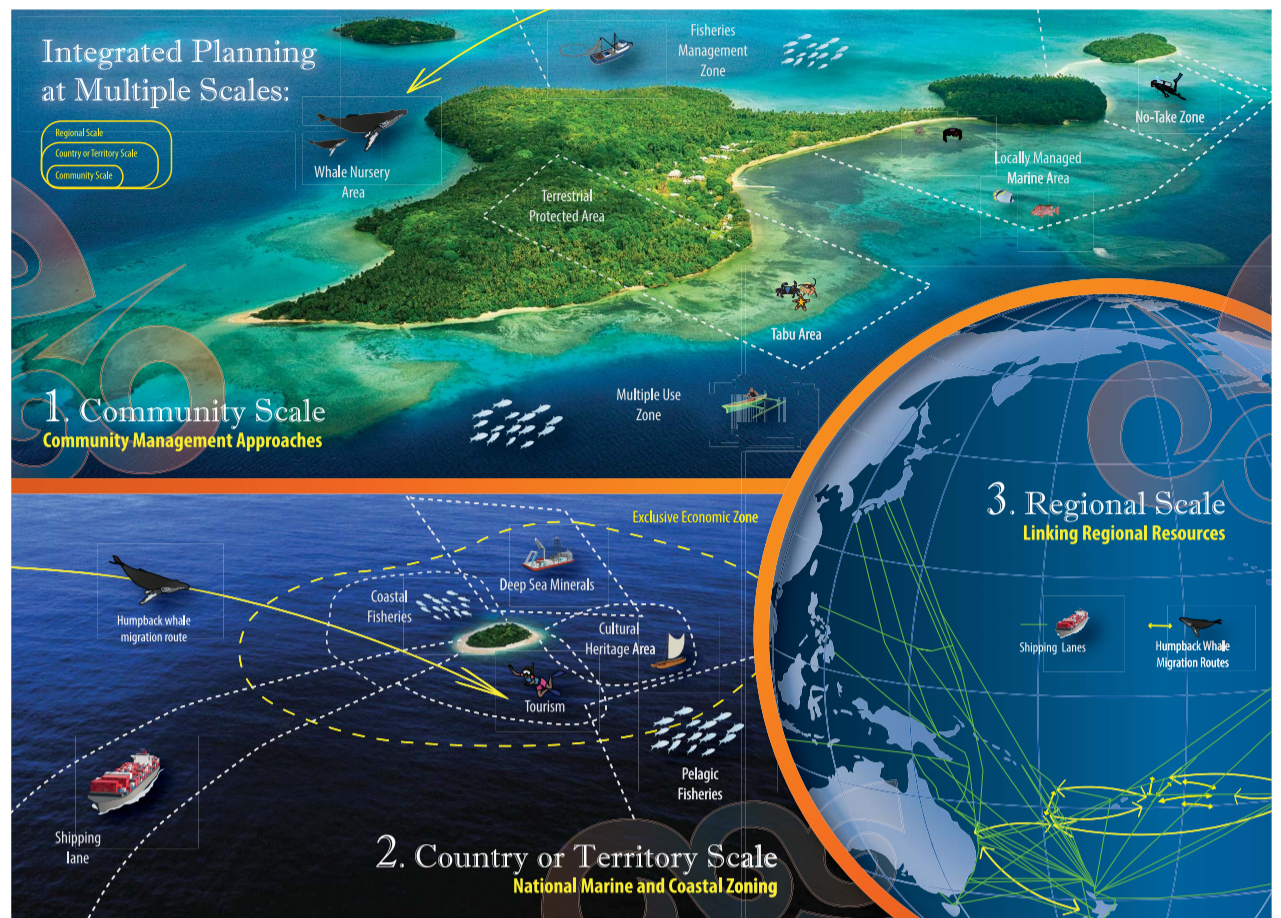 Integrated Planning
at Multiple Scales:
Regional Scale
Country or Territory Scale
Community Scale
Whale Nursery
Area
Fisheries
Management
Zone
No-Take Zone
Locally Managed
Marine Area
Terrestrial
Protected Area
Tabu Area
Multiple Use
Zone
1. Community Scale
Community Management Approaches
Exclusive Economic Zone
Humpback whale
migration route
Coastal
Fisheries
Deep Sea Minerals
Cultural
Heritage Area
Tourism
Pelagic
Fisheries
Shipping
lane
2. Country or Territory Scale
National Marine and Coastal Zoning
3. Regional Scale
Linking Regional Resources
Shipping Lanes
Humpback Whale
Migration Routes